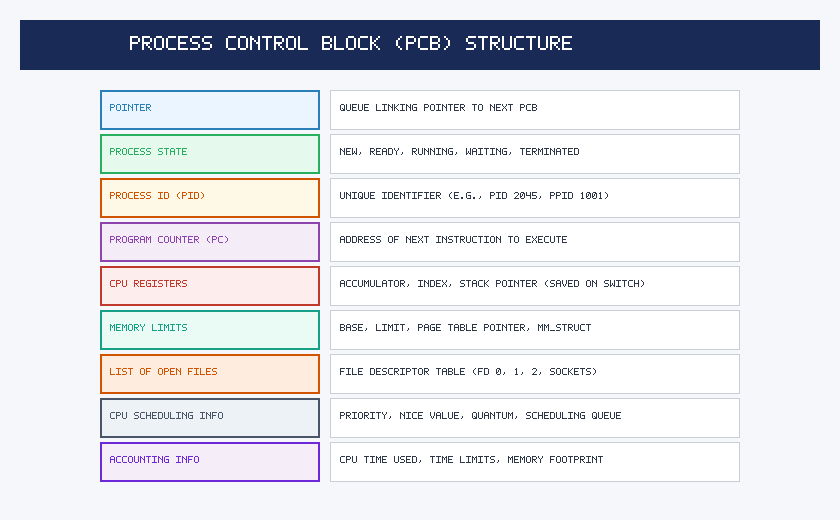 PROCESS CONTROL BLOCK (PCB) STRUCTURE
POINTER
QUEUE LINKING POINTER TO NEXT PCB
PROCESS STATE
NEW, READY, RUNNING, WAITING, TERMINATED
PROCESS ID (PID)
UNIQUE IDENTIFIER (E.G., PID 2045, PPID 1001)
PROGRAM COUNTER (PC)
ADDRESS OF NEXT INSTRUCTION TO EXECUTE
CPU REGISTERS
ACCUMULATOR, INDEX, STACK POINTER (SAVED ON SWITCH)
MEMORY LIMITS
BASE, LIMIT, PAGE TABLE POINTER, MM_STRUCT
LIST OF OPEN FILES
FILE DESCRIPTOR TABLE (FD 0, 1, 2, SOCKETS)
CPU SCHEDULING INFO
PRIORITY, NICE VALUE, QUANTUM, SCHEDULING QUEUE
ACCOUNTING INFO
CPU TIME USED, TIME LIMITS, MEMORY FOOTPRINT